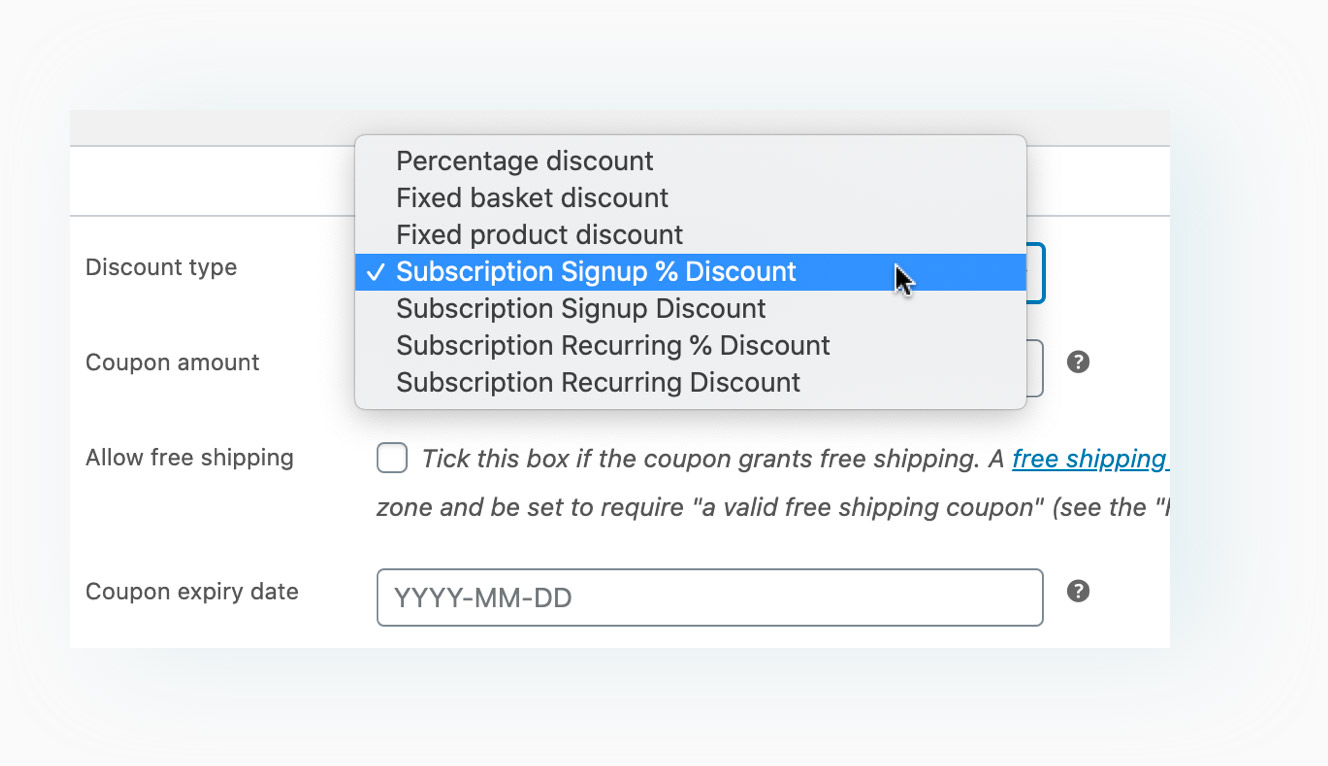 Percentage discount
Fixed basket discount
Fixed product discount
Discount type
✓ Subscription Signup % Discount
Subscription Signup Discount
Subscription Recurring % Discount
Coupon amount
?
Subscription Recurring Discount
Allow free shipping
Tick this box if the coupon grants free shipping. A free shipping
zone and be set to require "a valid free shipping coupon" (see the "
Coupon expiry date
YYYY-MM-DD
?